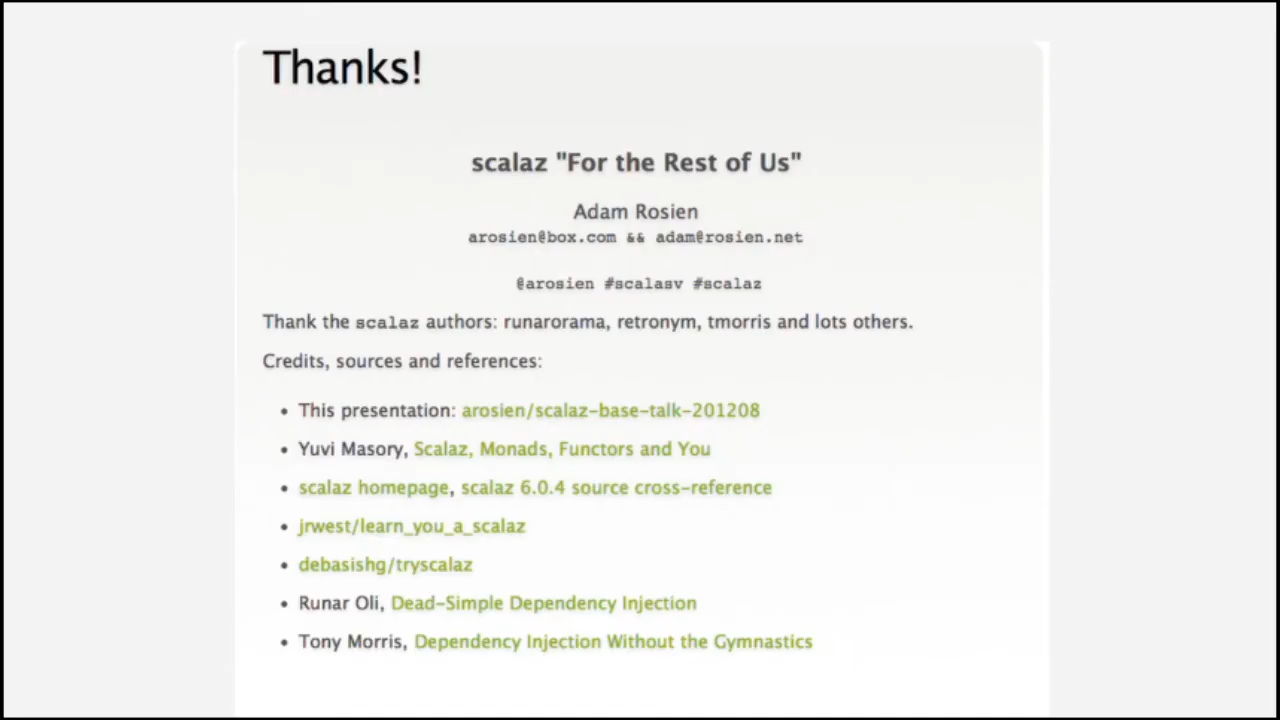 Thanks!
scalaz "For the Rest of Us"
Adam Rosien
arosien@box.com && adam@rosien.net
@arosien #scalasv #scalaz
Thank the scalaz authors: runarorama, retronym, tmorris and lots others.
Credits, sources and references:
• This presentation: arosien/scalaz-base-talk-201208
• Yuvi Masory, Scalaz, Monads, Functors and You
• scalaz homepage, scalaz 6.0.4 source cross-reference
• jrwest/learn_you_a_scalaz
• debasishg/tryscalaz
• Runar Oli, Dead-Simple Dependency Injection
• Tony Morris, Dependency Injection Without the Gymnastics